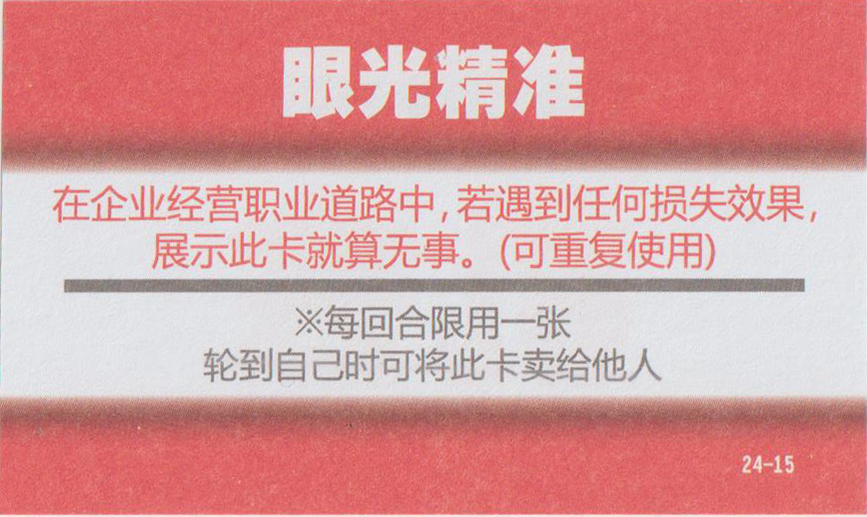 眼光精准
在企业经营职业道路中，若遇到任何损失效果，
展示此卡就算无事。(可重复使用)
※每回合限用一张
轮到自己时可将此卡卖给他人
24-15